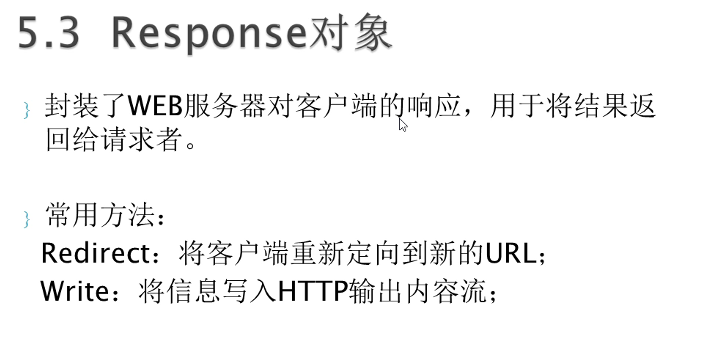 5.3 Response对象
封装了WEB服务器对客户端的响应，用于将结果返
回给请求者。
常用方法：
Redirect：将客户端重新定向到新的URL；
Write：将信息写入HTTP输出内容流；